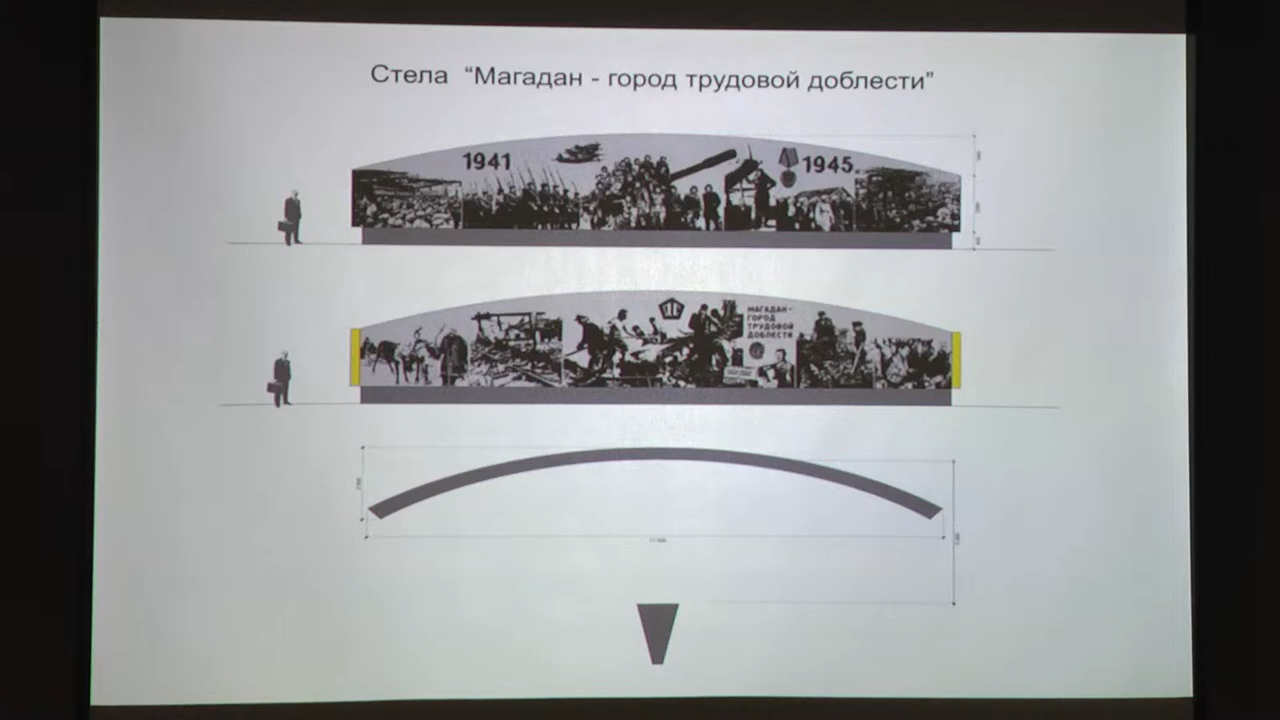 Стела “Магадан - город трудовой доблести”
1941
1945
МАГАДАН-
ГОРОД
ТРУДОВОЙ
ДОБЛЕСТИ